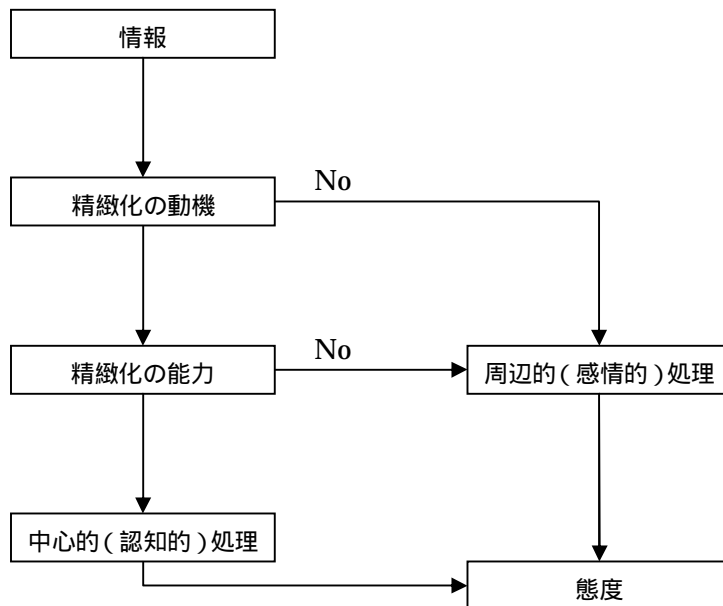 情報
精緻化の動機
No
精緻化の能力
No
周辺的(感情的)処理
中心的(認知的)処理
態度